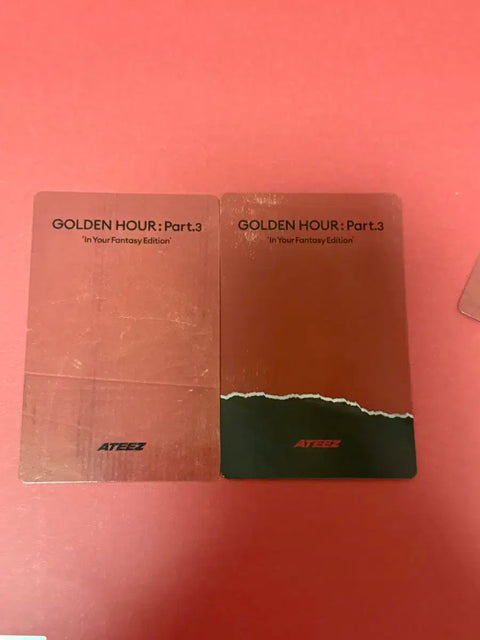 GOLDEN HOUR : Part.3
'In Your Fantasy Edition'
ATEEZ
GOLDEN HOUR : Part.3
'In Your Fantasy Edition'
ATEEZ